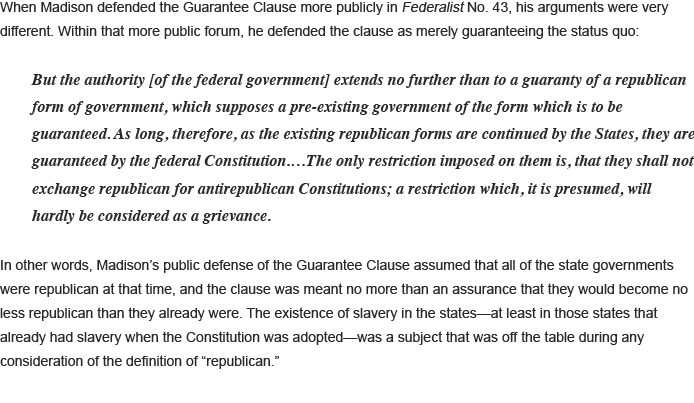 When Madison defended the Guarantee Clause more publicly in Federalist No. 43, his arguments were very
different. Within that more public forum, he defended the clause as merely guaranteeing the status quo:
But the authority [of the federal government] extends no further than to a guaranty of a republican
form of government, which supposes a pre-existing government of the form which is to be
guaranteed. As long, therefore, as the existing republican forms are continued by the States, they are
guaranteed by the federal Constitution.…The only restriction imposed on them is, that they shall not
exchange republican for antirepublican Constitutions; a restriction which, it is presumed, will
hardly be considered as a grievance.
In other words, Madison’s public defense of the Guarantee Clause assumed that all of the state governments
were republican at that time, and the clause was meant no more than an assurance that they would become no
less republican than they already were. The existence of slavery in the states—at least in those states that
already had slavery when the Constitution was adopted—was a subject that was off the table during any
consideration of the definition of “republican.”